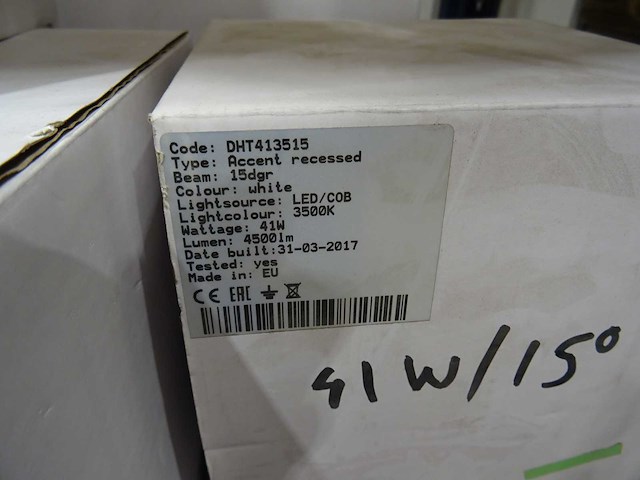 Code: DHT413515
Type: Accent recessed
Beam: 15dgr
Colour: white
Lightsource: LED/COB
Lightcolour: 3500K
Wattage: 41W
Lumen: 4500lm
Date built:31-03-2017
Tested: yes
Made in: EU
CE EAC
41W/15°